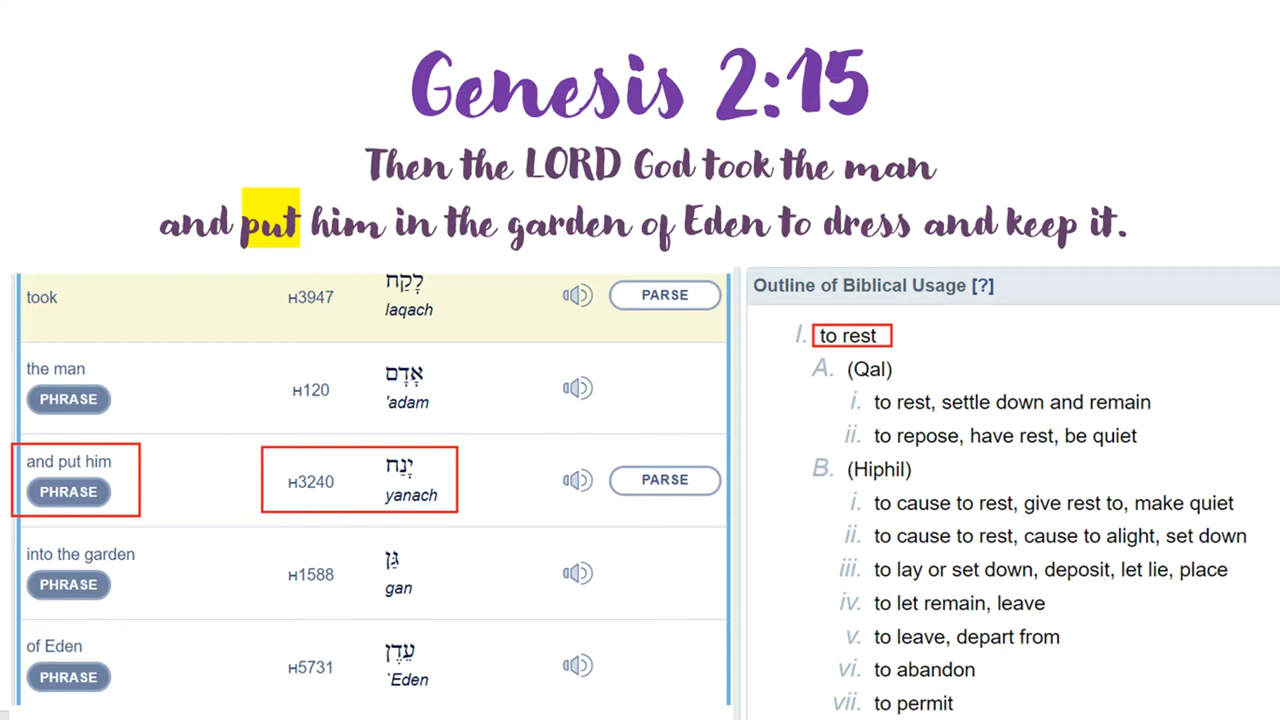 Genesis 2:15
Then the LORD God took the man
and put him in the garden of Eden to dress and keep it.
took H3947 לָקַח laqach PARSE
the man PHRASE H120 אָדָם 'adam
and put him PHRASE H3240 יָנַח yanach PARSE
into the garden PHRASE H1588 גַּן gan
of Eden PHRASE H5731 עֵדֶן `Eden
Outline of Biblical Usage [?]
I. to rest
A. (Qal)
i. to rest, settle down and remain
ii. to repose, have rest, be quiet
B. (Hiphil)
i. to cause to rest, give rest to, make quiet
ii. to cause to rest, cause to alight, set down
iii. to lay or set down, deposit, let lie, place
iv. to let remain, leave
v. to leave, depart from
vi. to abandon
vii. to permit